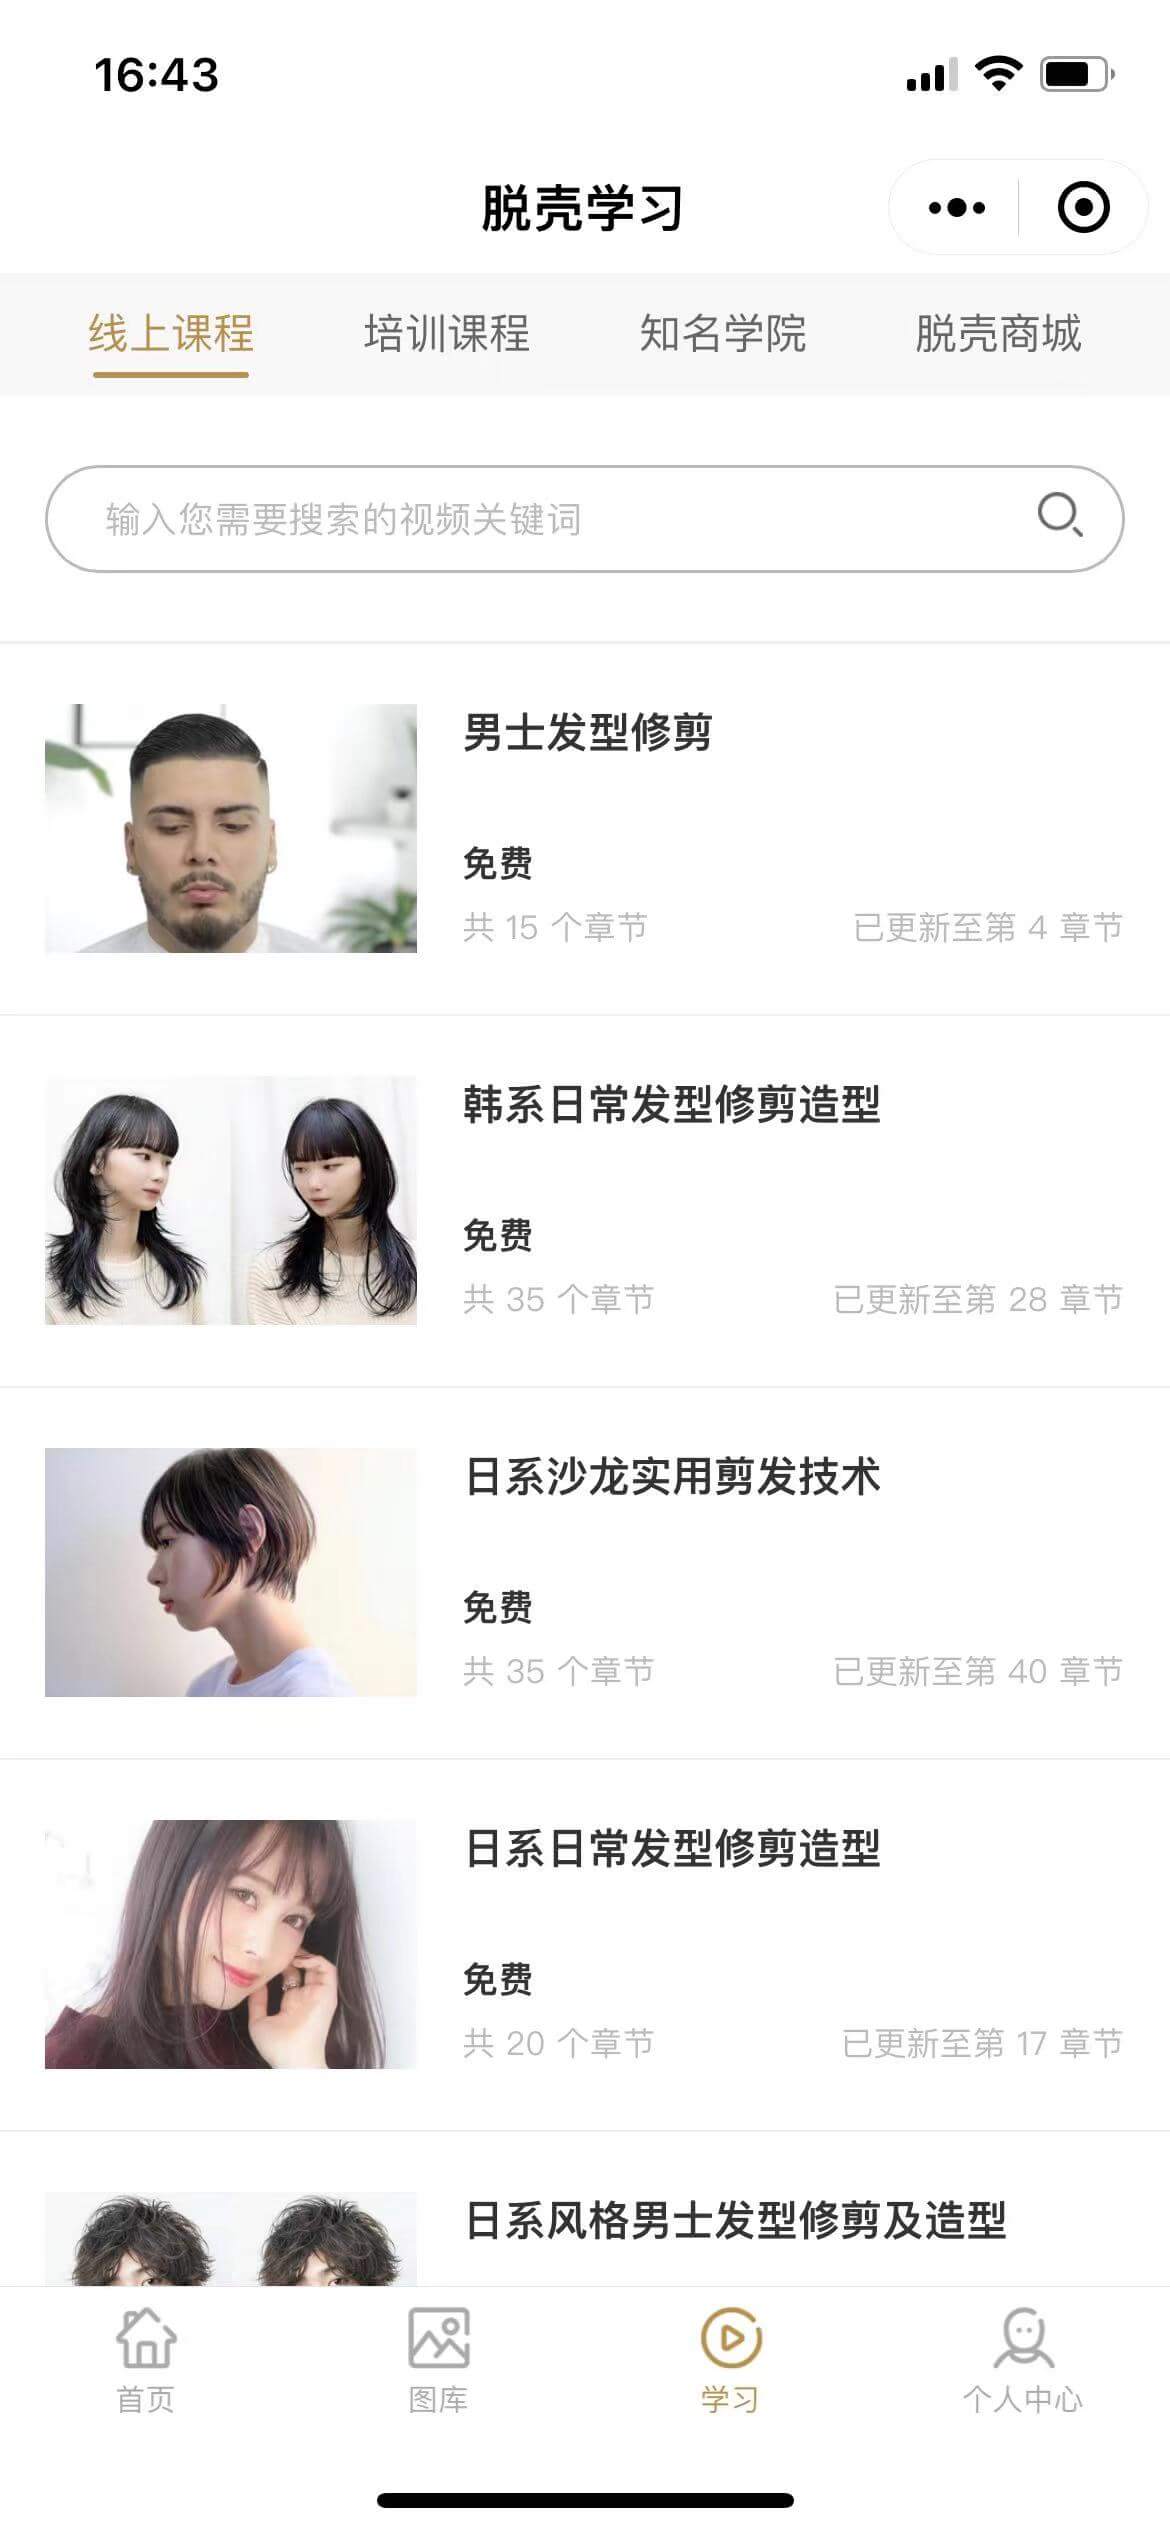 16:43
脱壳学习
线上课程 培训课程 知名学院 脱壳商城
输入您需要搜索的视频关键词
男士发型修剪
免费
共 15 个章节 已更新至第 4 章节
韩系日常发型修剪造型
免费
共 35 个章节 已更新至第 28 章节
日系沙龙实用剪发技术
免费
共 35 个章节 已更新至第 40 章节
日系日常发型修剪造型
免费
共 20 个章节 已更新至第 17 章节
日系风格男士发型修剪及造型
首页 图库 学习 个人中心